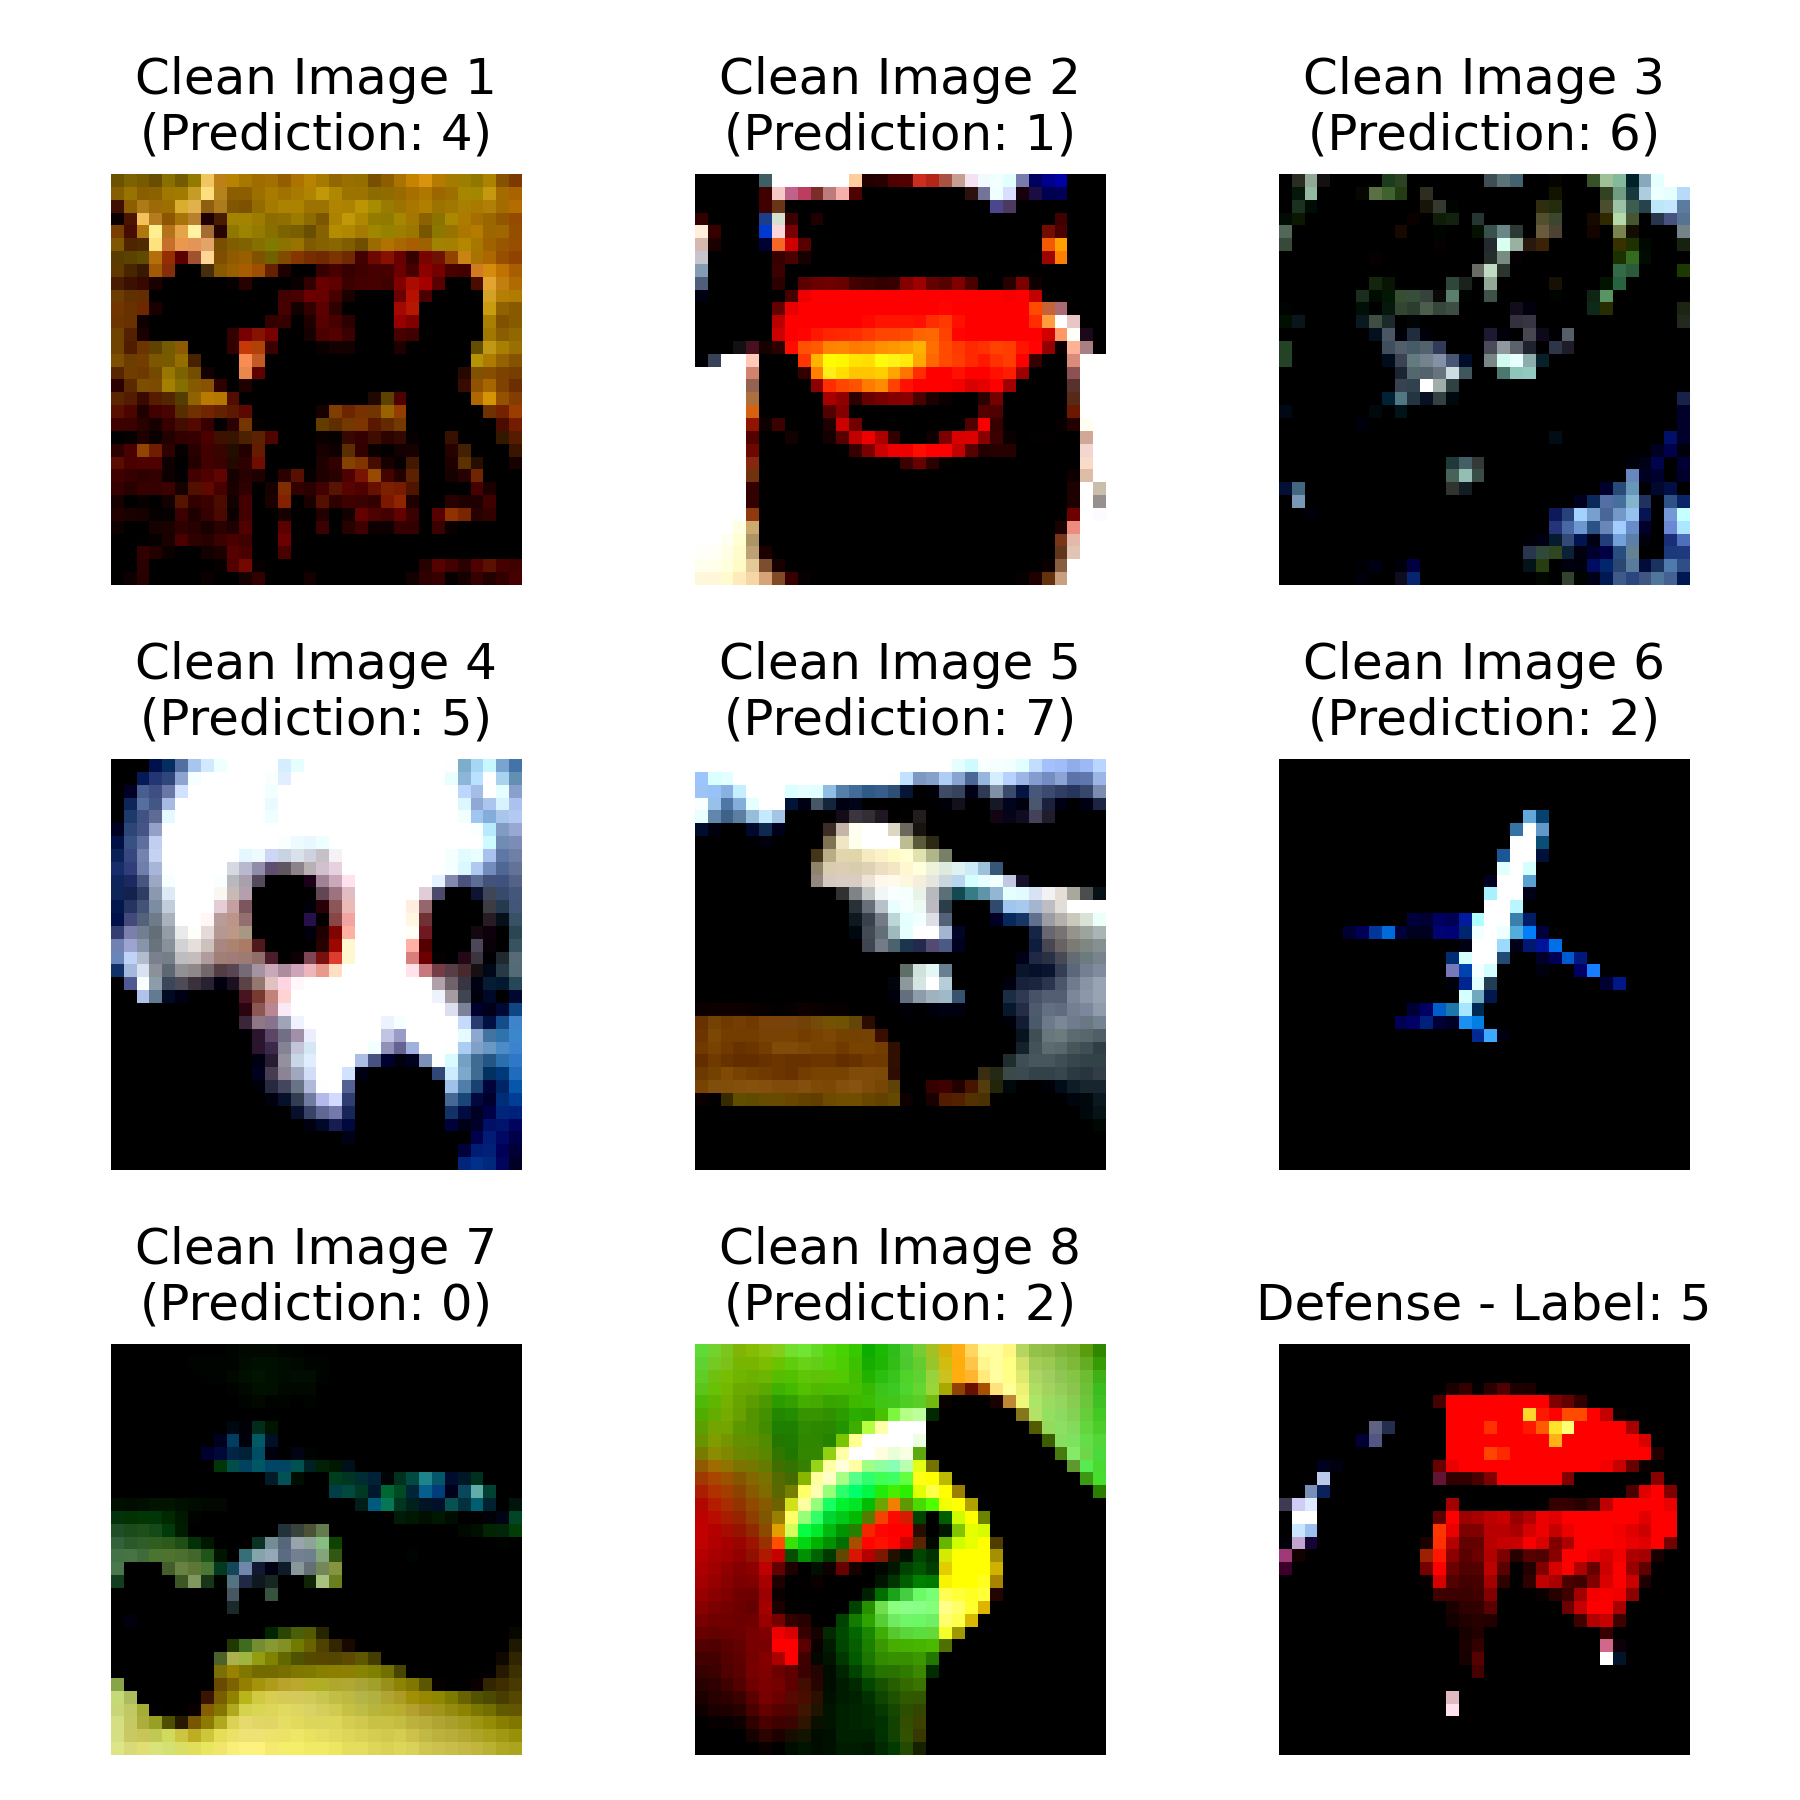 Clean Image 1
(Prediction: 4)
Clean Image 2
(Prediction: 1)
Clean Image 3
(Prediction: 6)
Clean Image 4
(Prediction: 5)
Clean Image 5
(Prediction: 7)
Clean Image 6
(Prediction: 2)
Clean Image 7
(Prediction: 0)
Clean Image 8
(Prediction: 2)
Defense - Label: 5